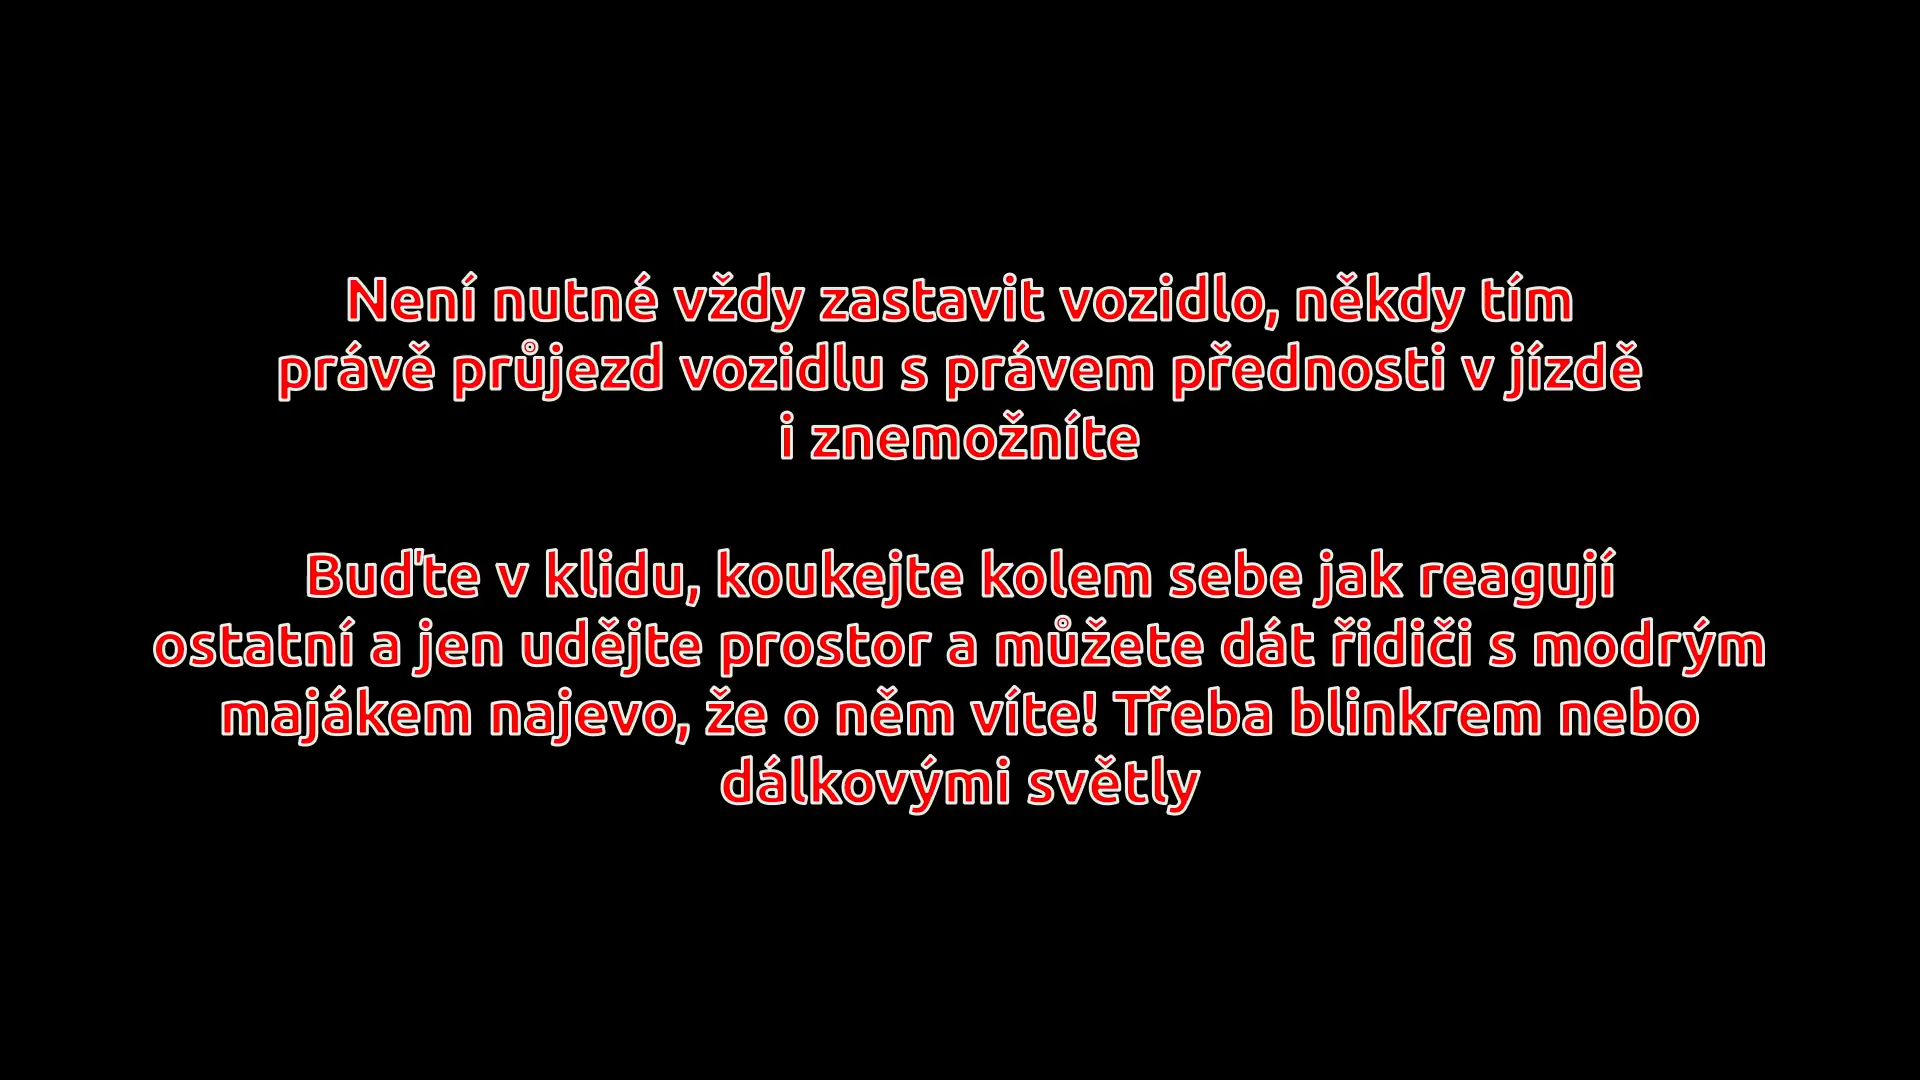 Není nutné vždy zastavit vozidlo, někdy tím
právě průjezd vozidlu s právem přednosti v jízdě
i znemožníte
Buďte v klidu, koukejte kolem sebe jak reagují
ostatní a jen udějte prostor a můžete dát řidiči s modrým
majákem najevo, že o něm víte! Třeba blinkrem nebo
dálkovými světly